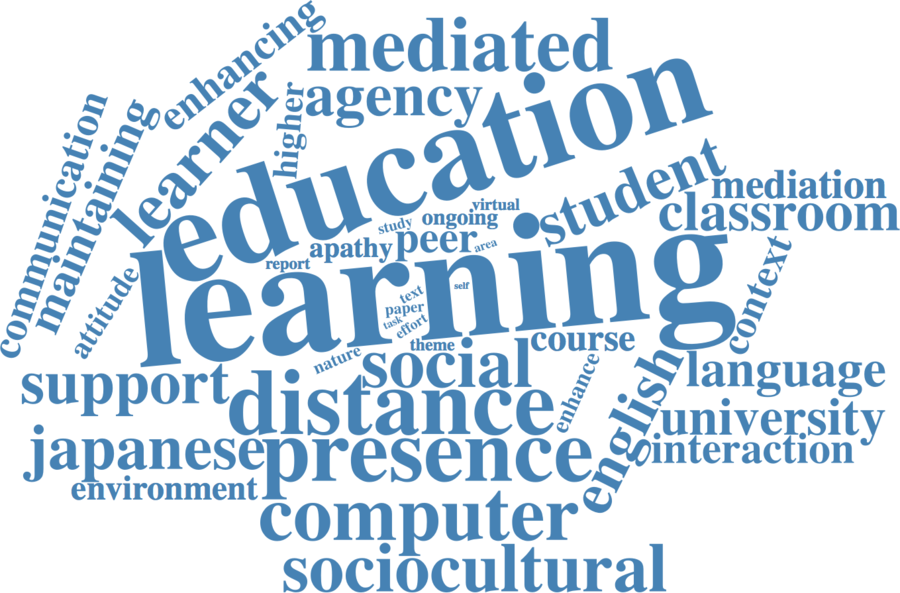 enhancing
mediated
agency
higher
learner
education
communication
maintaining
student
mediation
classroom
virtual
ongoing
study
peer
area
apathy
report
learning
self
text
paper
task
effort
attitude
context
theme
course
nature
social
enhance
support
distance
english
language
university
japanese
presence
interaction
environment
computer
sociocultural